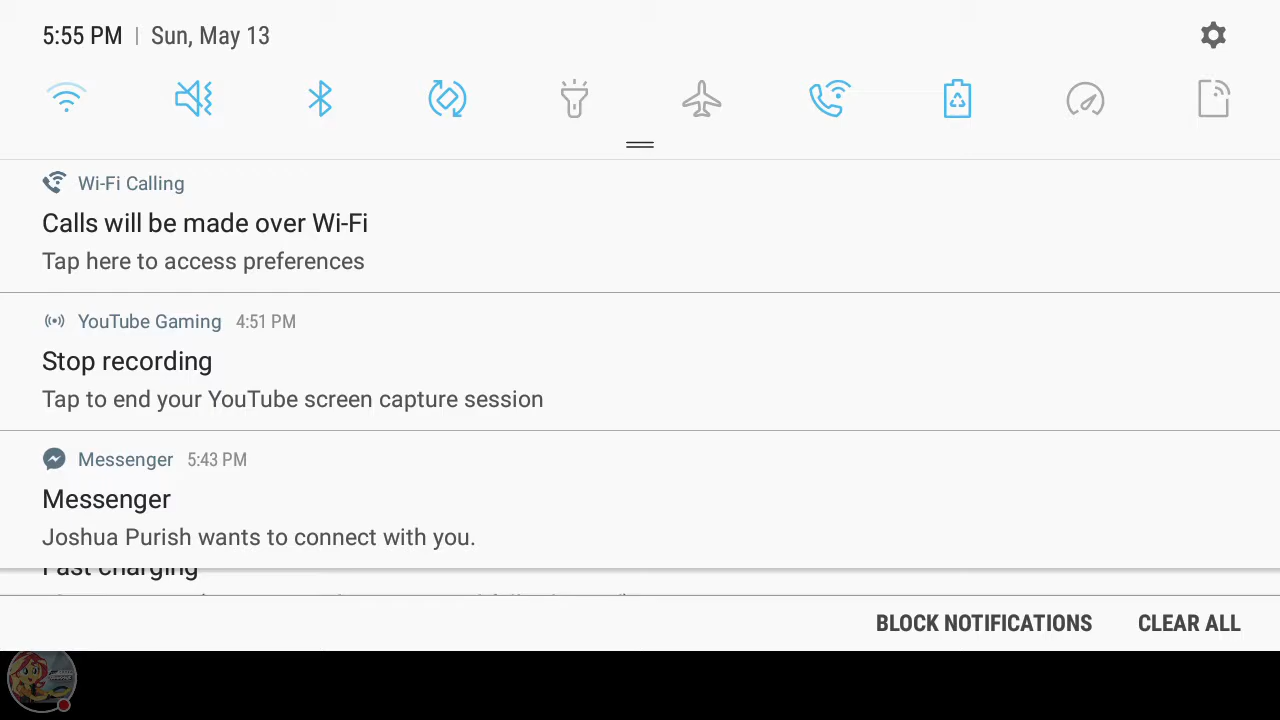 5:55 PM | Sun, May 13
Wi-Fi Calling
Calls will be made over Wi-Fi
Tap here to access preferences
YouTube Gaming 4:51 PM
Stop recording
Tap to end your YouTube screen capture session
Messenger 5:43 PM
Messenger
Joshua Purish wants to connect with you.
Fast charging
BLOCK NOTIFICATIONS CLEAR ALL